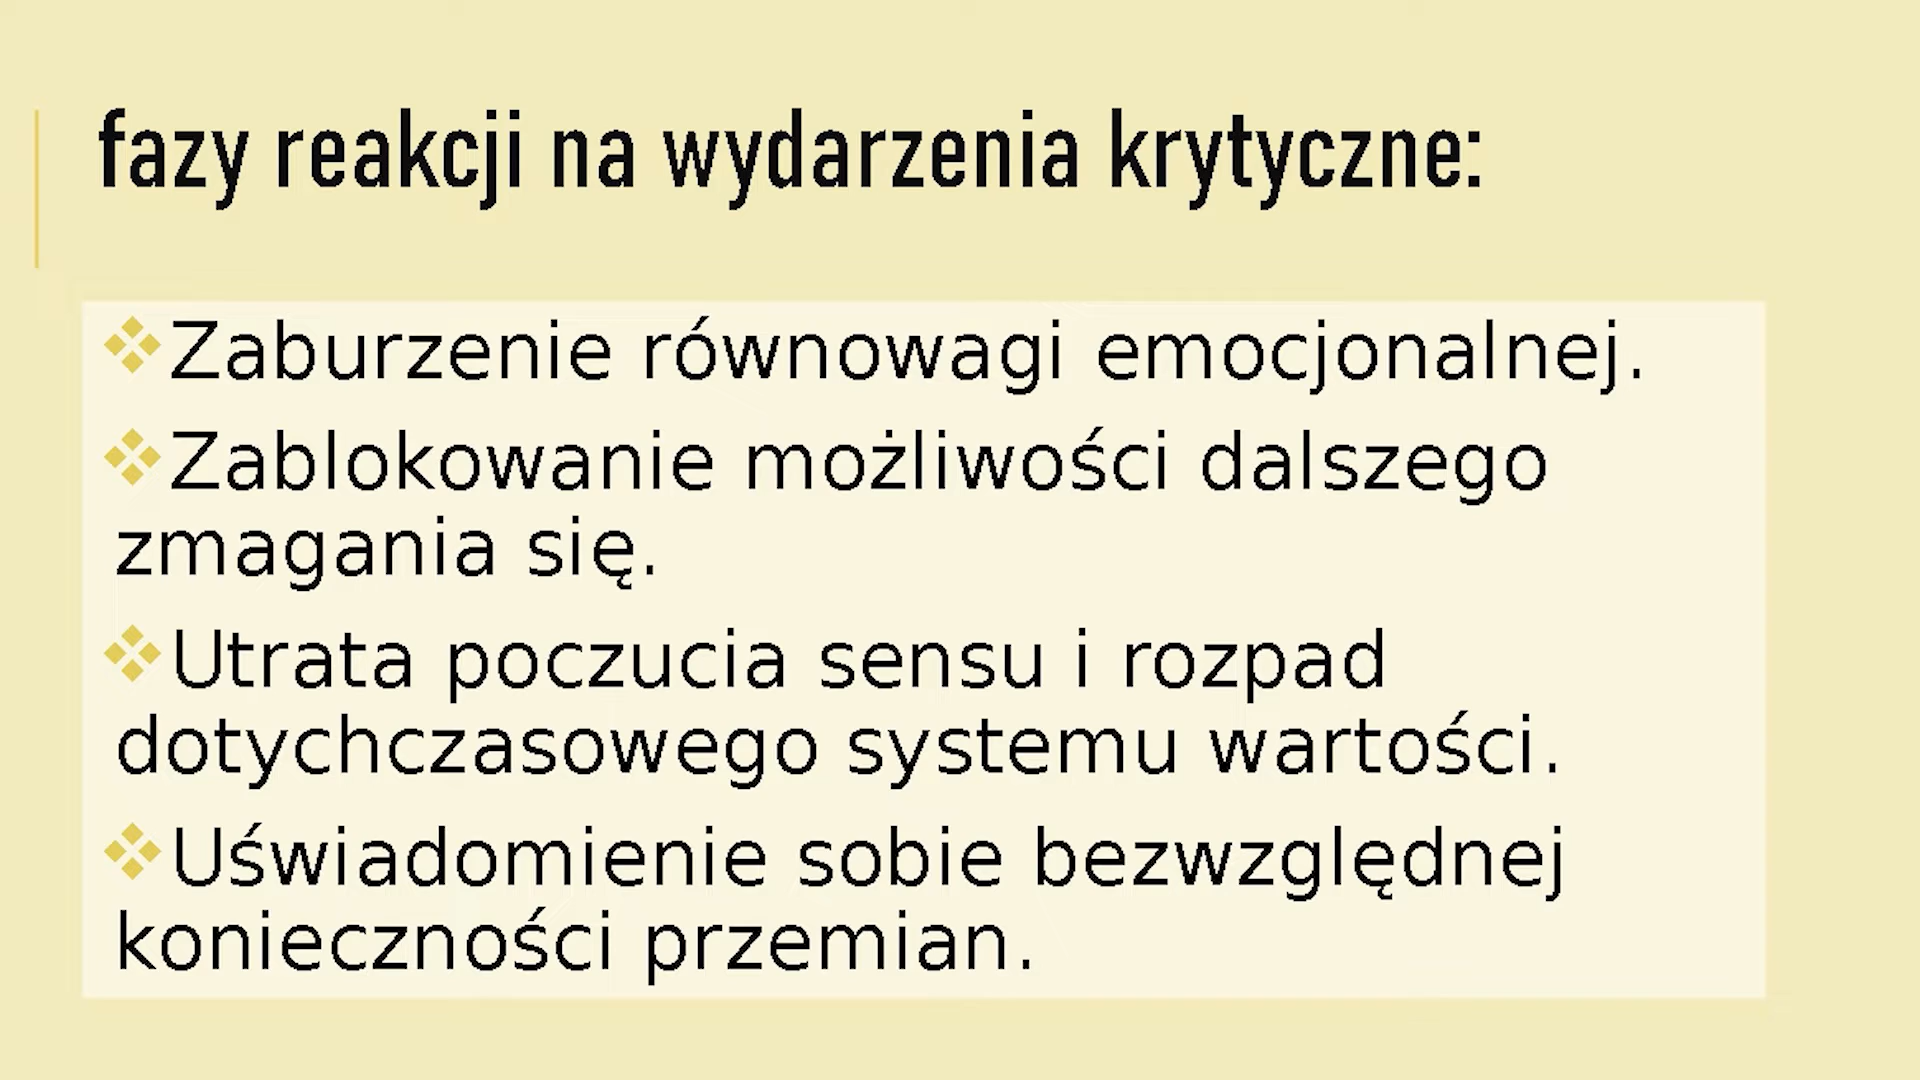 fazy reakcji na wydarzenia krytyczne:
Zaburzenie równowagi emocjonalnej.
Zablokowanie możliwości dalszego
zmagania się.
Utrata poczucia sensu i rozpad
dotychczasowego systemu wartości.
Uświadomienie sobie bezwzględnej
konieczności przemian.